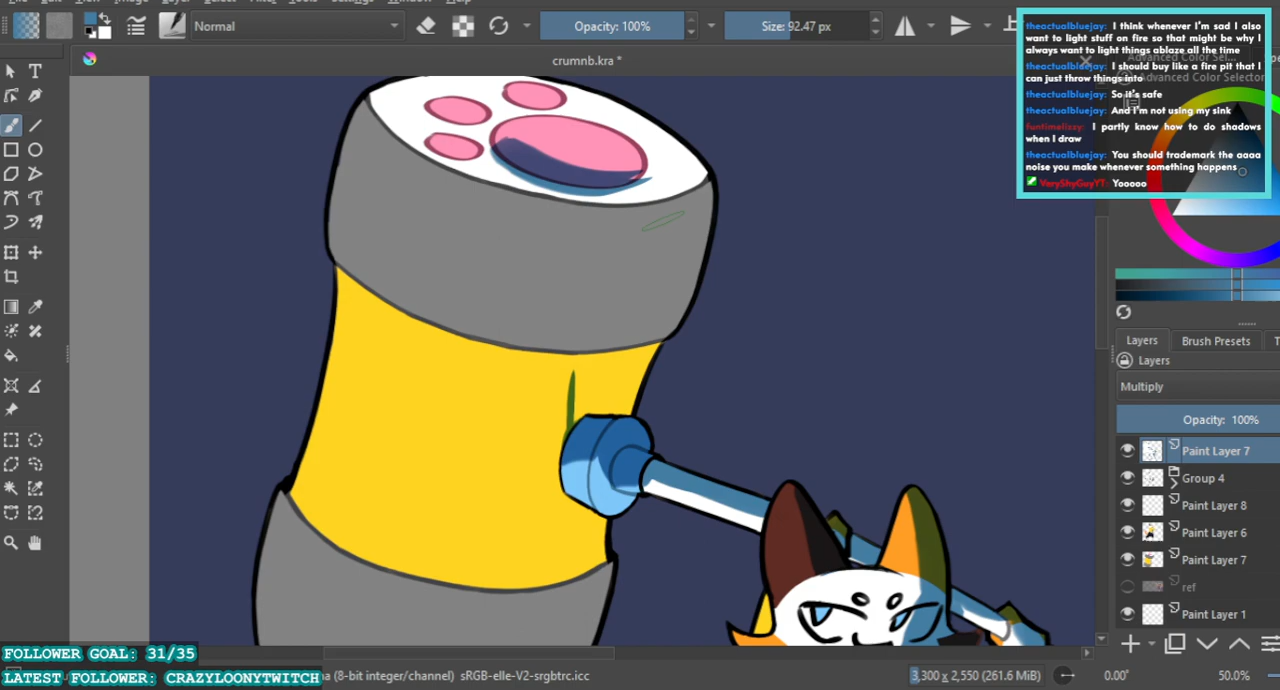 Normal
Opacity: 100%
Size: 92.47 px
crumnb.kra *
theactualbluejay: I think whenever I'm sad I also
want to light stuff on fire so that might be why I
always want to light things ablaze all the time
theactualbluejay: I should buy like a fire pit that I
can just throw things into
theactualbluejay: So it's safe
theactualbluejay: And I'm not using my sink
funtimelizzy: I partly know how to do shadows
when I draw
theactualbluejay: You should trademark the aaaa
noise you make whenever something happens
VeryShyGuyYT: Yooooo
Advanced Color Sel...
Advanced Color Selector
Layers
Brush Presets
Layers
Multiply
Opacity: 100%
Paint Layer 7
Group 4
Paint Layer 8
Paint Layer 6
Paint Layer 7
ref
Paint Layer 1
FOLLOWER GOAL: 31/35
LATEST FOLLOWER: CRAZYLOONYTWITCH
(8-bit integer/channel) sRGB-elle-V2-srgbtrc.icc
3,300 x 2,550 (261.6 MiB)
0.00°
50.0%